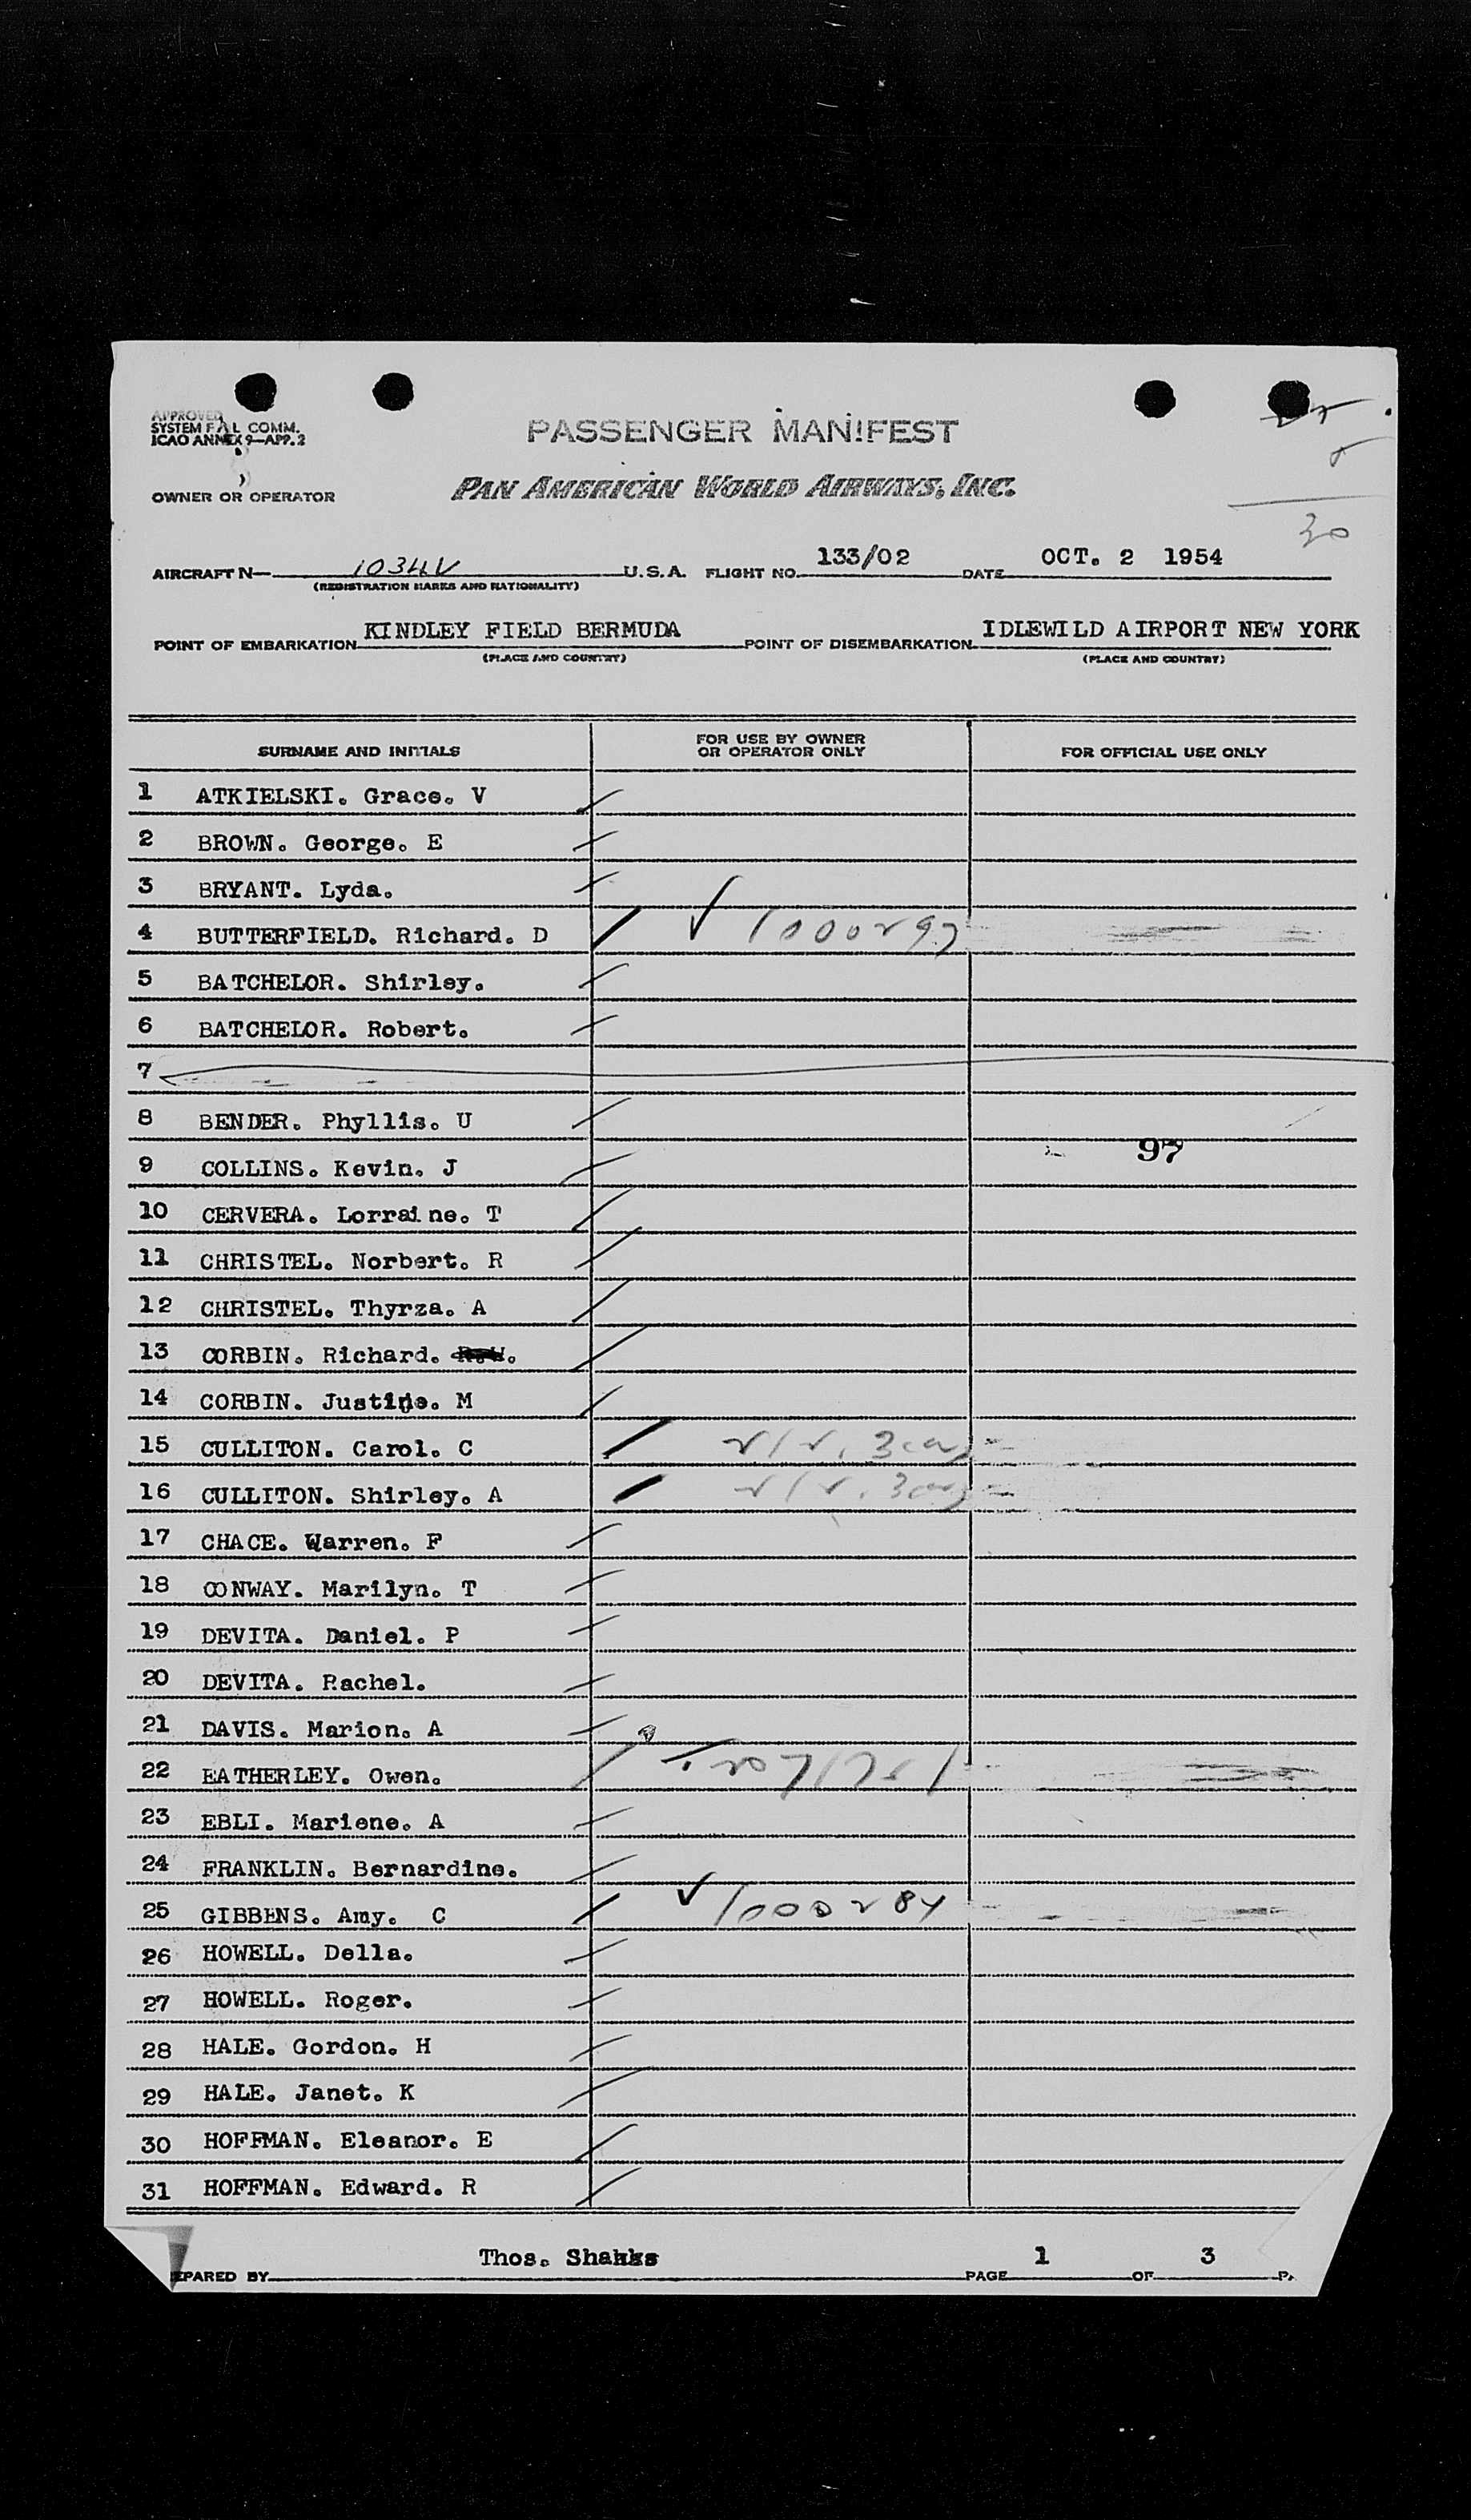 APPROVED
SYSTEM FAL COMM.
ICAO ANNEX 9—APP. 2
PASSENGER MANIFEST
OWNER OR OPERATOR PAN AMERICAN WORLD AIRWAYS, INC.
30
AIRCRAFT N— 1034V U.S.A. FLIGHT NO. 133/02 DATE OCT. 2 1954
(REGISTRATION MARKS AND NATIONALITY)
POINT OF EMBARKATION KINDLEY FIELD BERMUDA POINT OF DISEMBARKATION IDLEWILD AIRPORT NEW YORK
(PLACE AND COUNTRY) (PLACE AND COUNTRY)
SURNAME AND INITIALS FOR USE BY OWNER OR OPERATOR ONLY FOR OFFICIAL USE ONLY
1 ATKIELSKI. Grace. V
2 BROWN. George. E
3 BRYANT. Lyda.
4 BUTTERFIELD. Richard. D ✓ 1000297
5 BATCHELOR. Shirley.
6 BATCHELOR. Robert.
7
8 BENDER. Phyllis. U
9 COLLINS. Kevin. J 97
10 CERVERA. Lorraine. T
11 CHRISTEL. Norbert. R
12 CHRISTEL. Thyrza. A
13 CORBIN. Richard.
14 CORBIN. Justine. M
15 CULLITON. Carol. C
16 CULLITON. Shirley. A
17 CHACE. Warren. F
18 CONWAY. Marilyn. T
19 DEVITA. Daniel. P
20 DEVITA. Rachel.
21 DAVIS. Marion. A
22 EATHERLEY. Owen.
23 EBLI. Marlene. A
24 FRANKLIN. Bernardine.
25 GIBBENS. Amy. C ✓ 1000284
26 HOWELL. Della.
27 HOWELL. Roger.
28 HALE. Gordon. H
29 HALE. Janet. K
30 HOFFMAN. Eleanor. E
31 HOFFMAN. Edward. R
EPARED BY Thos. Shanks PAGE 1 OF 3 P.